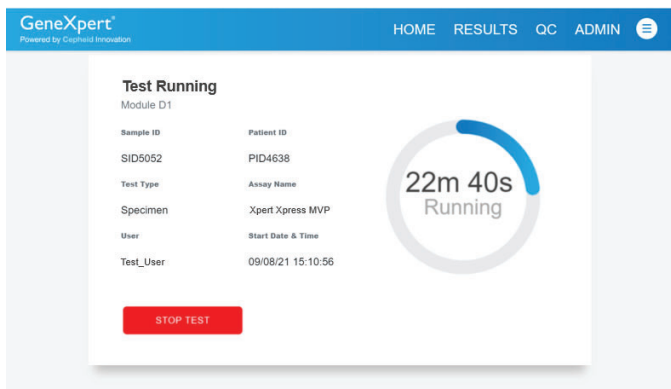 GeneXpert®
Powered by Cepheid Innovation
HOME RESULTS QC ADMIN
Test Running
Module D1
Sample ID Patient ID
SID5052 PID4638
Test Type Assay Name
Specimen Xpert Xpress MVP
User Start Date & Time
Test_User 09/08/21 15:10:56
22m 40s
Running
STOP TEST